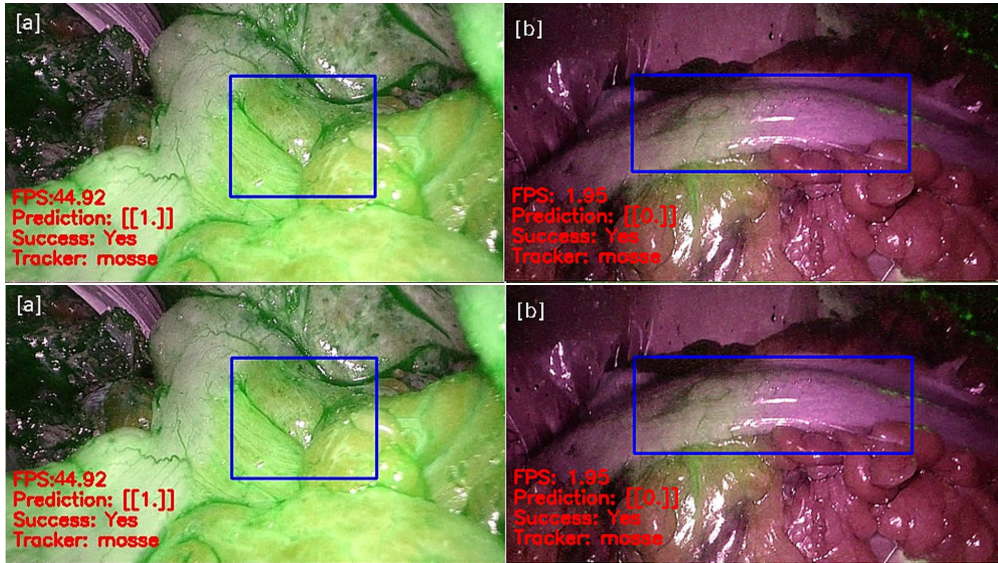 [a]
FPS:44.92
Prediction: [[1.]]
Success: Yes
Tracker: mosse
[b]
FPS: 1.95
Prediction: [[0.]]
Success: Yes
Tracker: mosse
[a]
FPS:44.92
Prediction: [[1.]]
Success: Yes
Tracker: mosse
[b]
FPS: 1.95
Prediction: [[0.]]
Success: Yes
Tracker: mosse